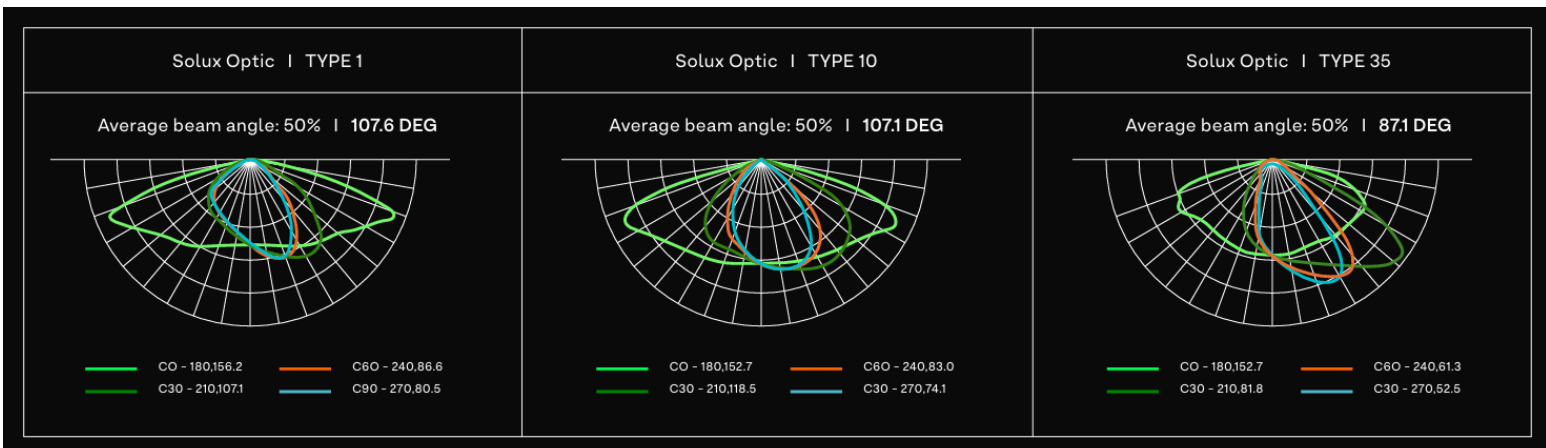 Solux Optic | TYPE 1
Solux Optic | TYPE 10
Solux Optic | TYPE 35
Average beam angle: 50% | 107.6 DEG
Average beam angle: 50% | 107.1 DEG
Average beam angle: 50% | 87.1 DEG
CO - 180,156.2
C6O - 240,86.6
C30 - 210,107.1
C90 - 270,80.5
CO - 180,152.7
C6O - 240,83.0
C30 - 210,118.5
C30 - 270,74.1
CO - 180,152.7
C6O - 240,61.3
C30 - 210,81.8
C30 - 270,52.5